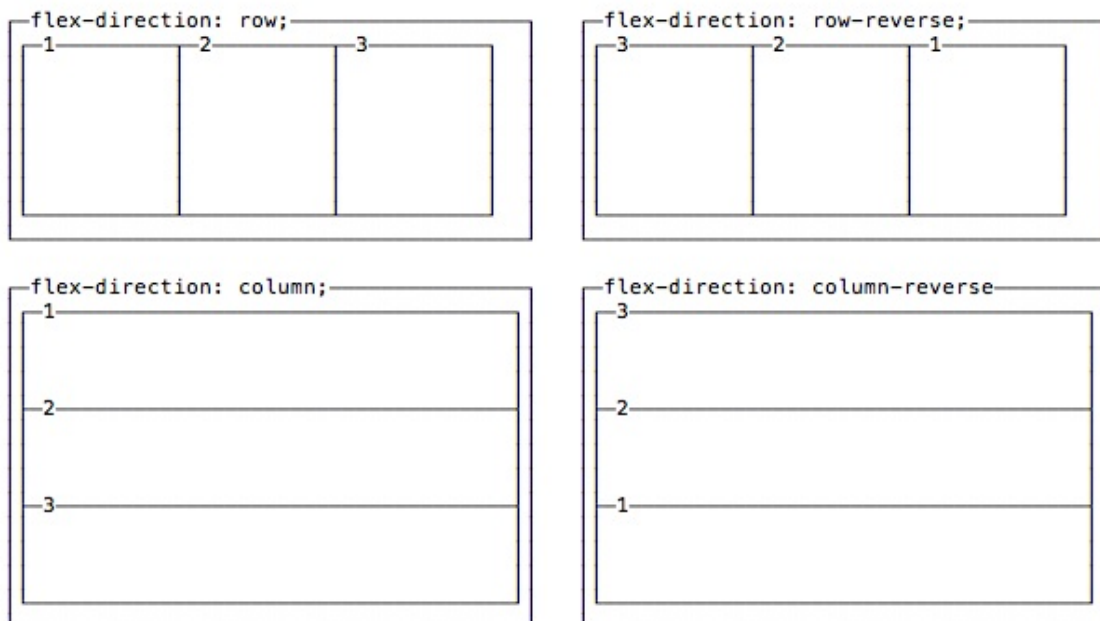 flex-direction: row;
1 2 3
flex-direction: row-reverse;
3 2 1
flex-direction: column;
1
2
3
flex-direction: column-reverse
3
2
1